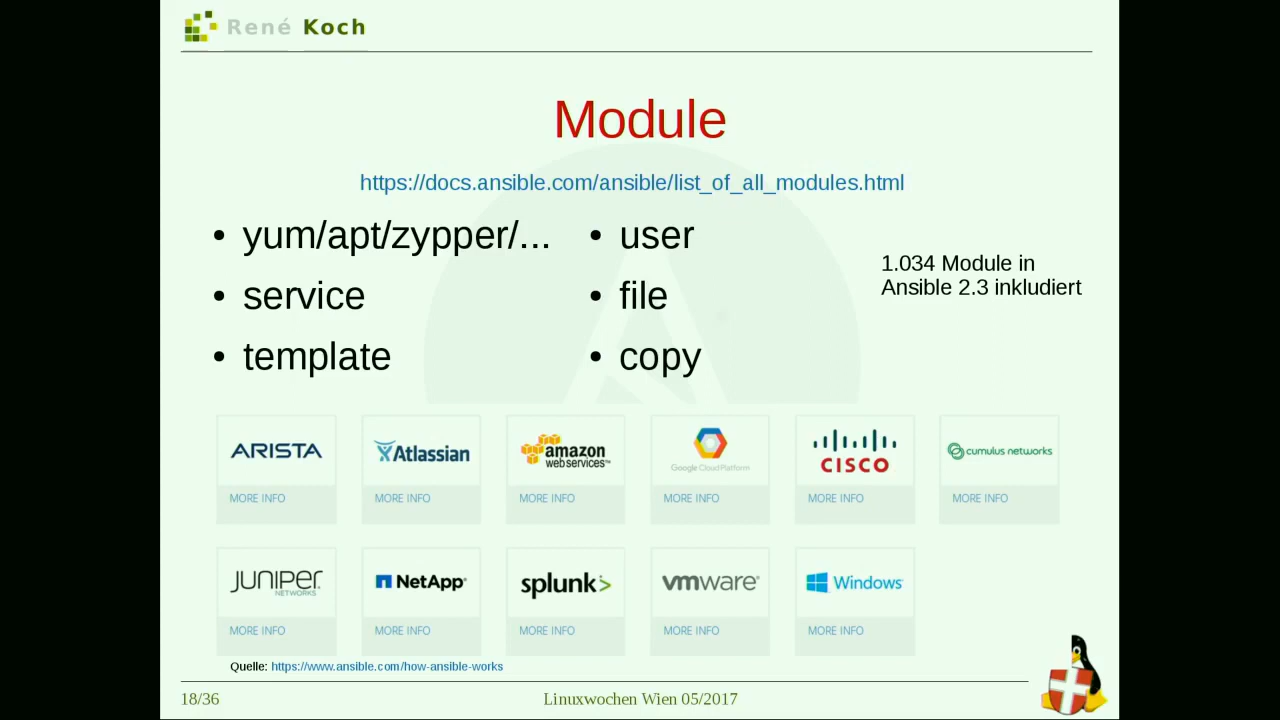 René Koch
Module
https://docs.ansible.com/ansible/list_of_all_modules.html
• yum/apt/zypper/...
• service
• template
• user
• file
• copy
1.034 Module in
Ansible 2.3 inkludiert
ARISTA
MORE INFO
Atlassian
MORE INFO
amazon
webservices™
MORE INFO
Google Cloud Platform
MORE INFO
CISCO
MORE INFO
cumulus networks
MORE INFO
JUNIPER
NETWORKS
MORE INFO
NetApp
MORE INFO
splunk>
MORE INFO
vmware®
MORE INFO
Windows
MORE INFO
Quelle: https://www.ansible.com/how-ansible-works
18/36
Linuxwochen Wien 05/2017